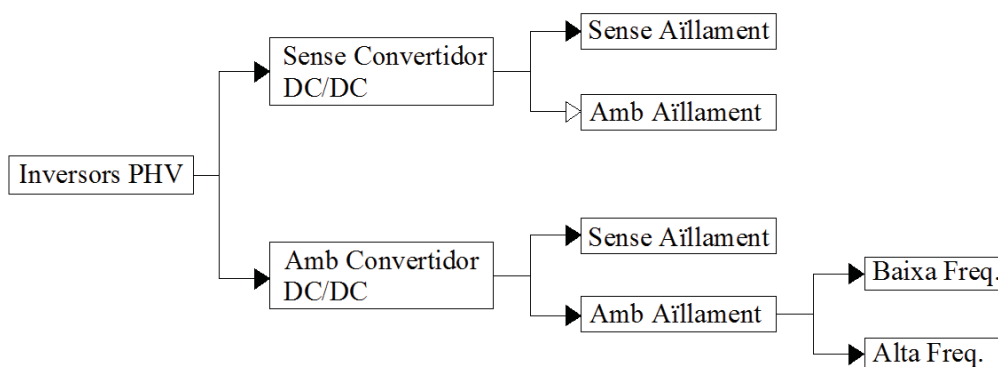 Inversors PHV
Sense Convertidor
DC/DC
Sense Aïllament
Amb Aïllament
Amb Convertidor
DC/DC
Sense Aïllament
Amb Aïllament
Baixa Freq.
Alta Freq.